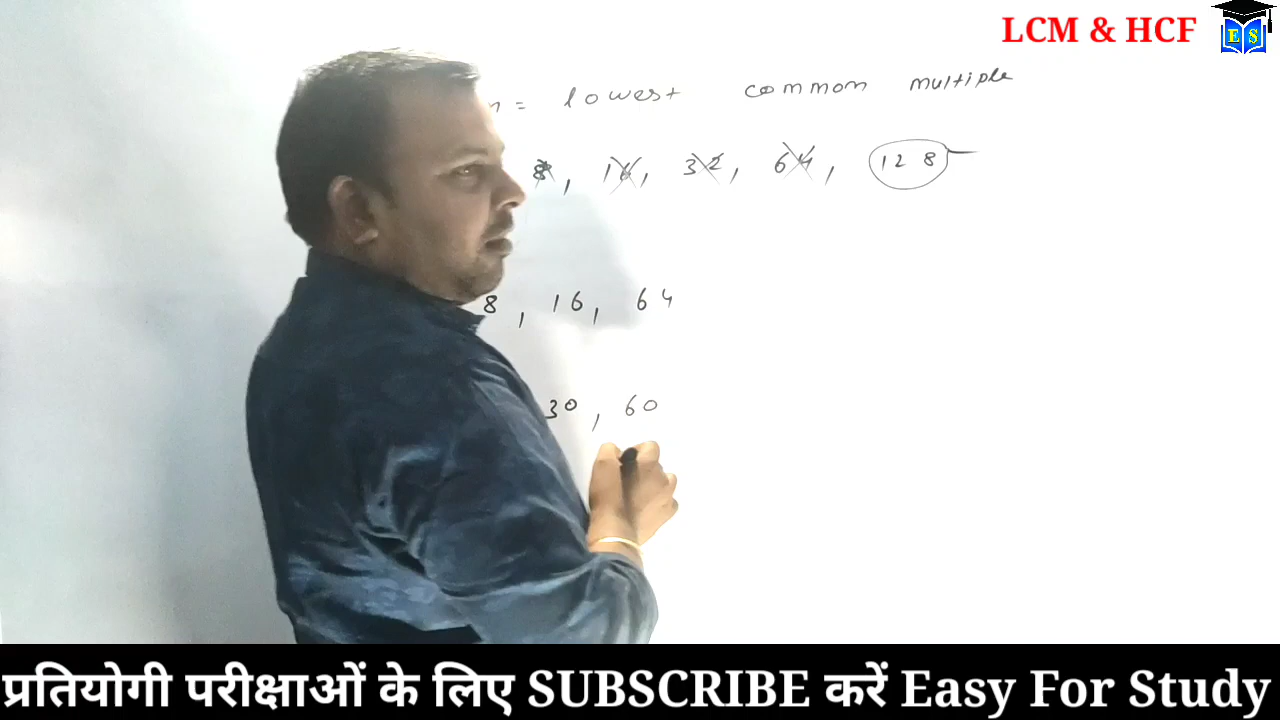 LCM & HCF
E S
= lowest common multiple
8, 16, 32, 64, 128
8, 16, 64
30, 60
प्रतियोगी परीक्षाओं के लिए SUBSCRIBE करें Easy For Study